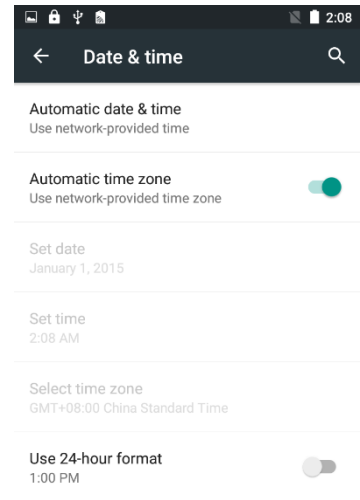 2:08
Date & time
Automatic date & time
Use network-provided time
Automatic time zone
Use network-provided time zone
Set date
January 1, 2015
Set time
2:08 AM
Select time zone
GMT+08:00 China Standard Time
Use 24-hour format
1:00 PM